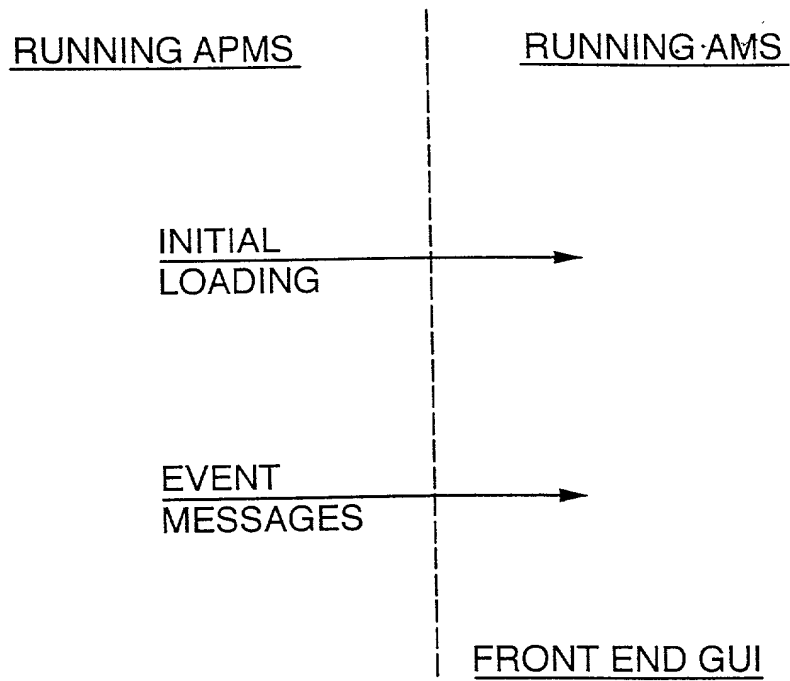 RUNNING APMS
RUNNING AMS
INITIAL
LOADING
EVENT
MESSAGES
FRONT END GUI